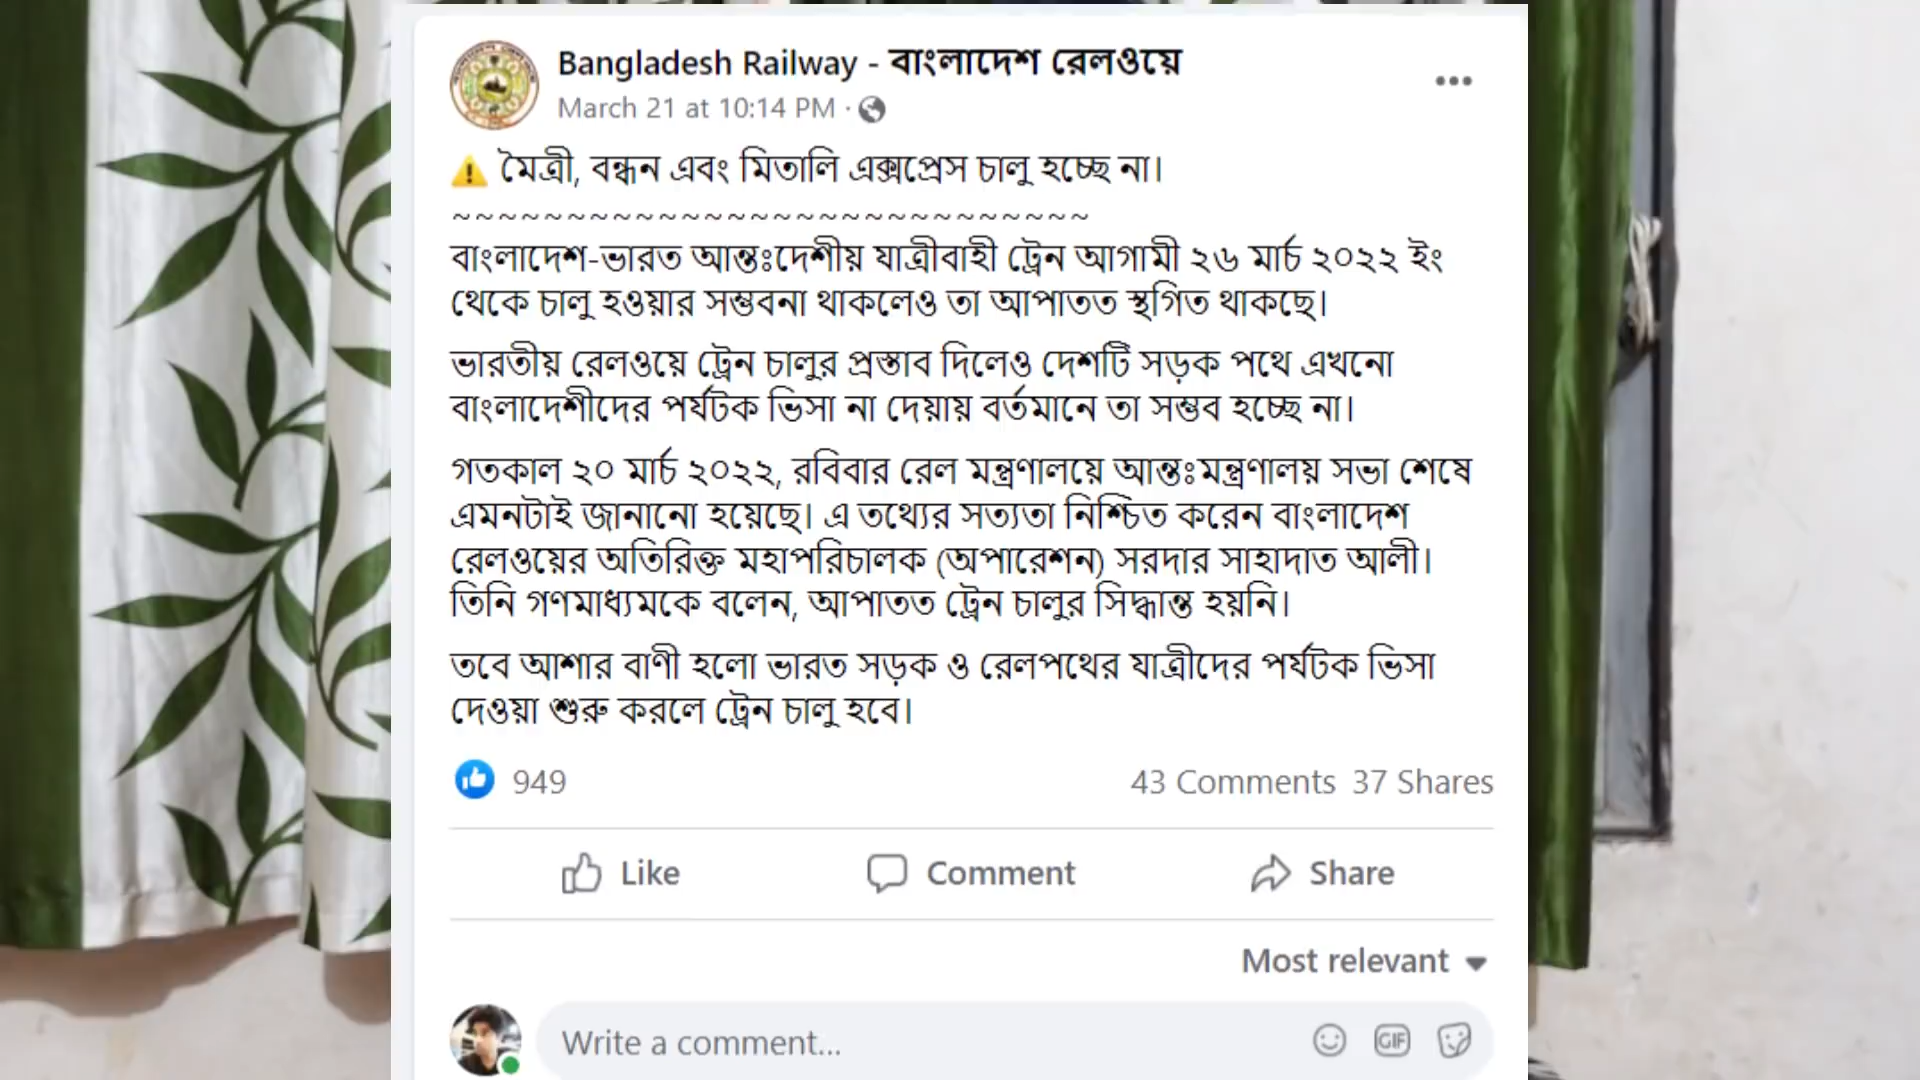 Bangladesh Railway - বাংলাদেশ রেলওয়ে
March 21 at 10:14 PM ·
⚠️ মৈত্রী, বন্ধন এবং মিতালি এক্সপ্রেস চালু হচ্ছে না।
~~~~~~~~~~~~~~~~~~~~~~~~~~~~
বাংলাদেশ-ভারত আন্তঃদেশীয় যাত্রীবাহী ট্রেন আগামী ২৬ মার্চ ২০২২ ইং
থেকে চালু হওয়ার সম্ভবনা থাকলেও তা আপাতত স্থগিত থাকছে।
ভারতীয় রেলওয়ে ট্রেন চালুর প্রস্তাব দিলেও দেশটি সড়ক পথে এখনো
বাংলাদেশীদের পর্যটক ভিসা না দেয়ায় বর্তমানে তা সম্ভব হচ্ছে না।
গতকাল ২০ মার্চ ২০২২, রবিবার রেল মন্ত্রণালয়ে আন্তঃমন্ত্রণালয় সভা শেষে
এমনটাই জানানো হয়েছে। এ তথ্যের সত্যতা নিশ্চিত করেন বাংলাদেশ
রেলওয়ের অতিরিক্ত মহাপরিচালক (অপারেশন) সরদার সাহাদাত আলী।
তিনি গণমাধ্যমকে বলেন, আপাতত ট্রেন চালুর সিদ্ধান্ত হয়নি।
তবে আশার বাণী হলো ভারত সড়ক ও রেলপথের যাত্রীদের পর্যটক ভিসা
দেওয়া শুরু করলে ট্রেন চালু হবে।
949 43 Comments 37 Shares
Like Comment Share
Most relevant
Write a comment... GIF